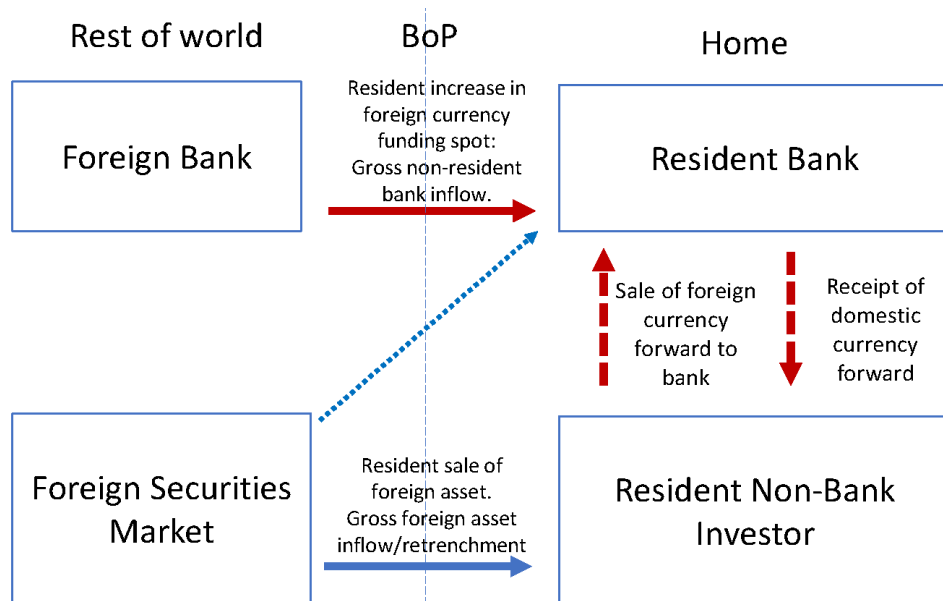 Rest of world
BoP
Home
Foreign Bank
Resident increase in
foreign currency
funding spot:
Gross non-resident
bank inflow.
Resident Bank
Sale of foreign
currency
forward to
bank
Receipt of
domestic
currency
forward
Foreign Securities
Market
Resident sale of
foreign asset.
Gross foreign asset
inflow/retrenchment
Resident Non-Bank
Investor